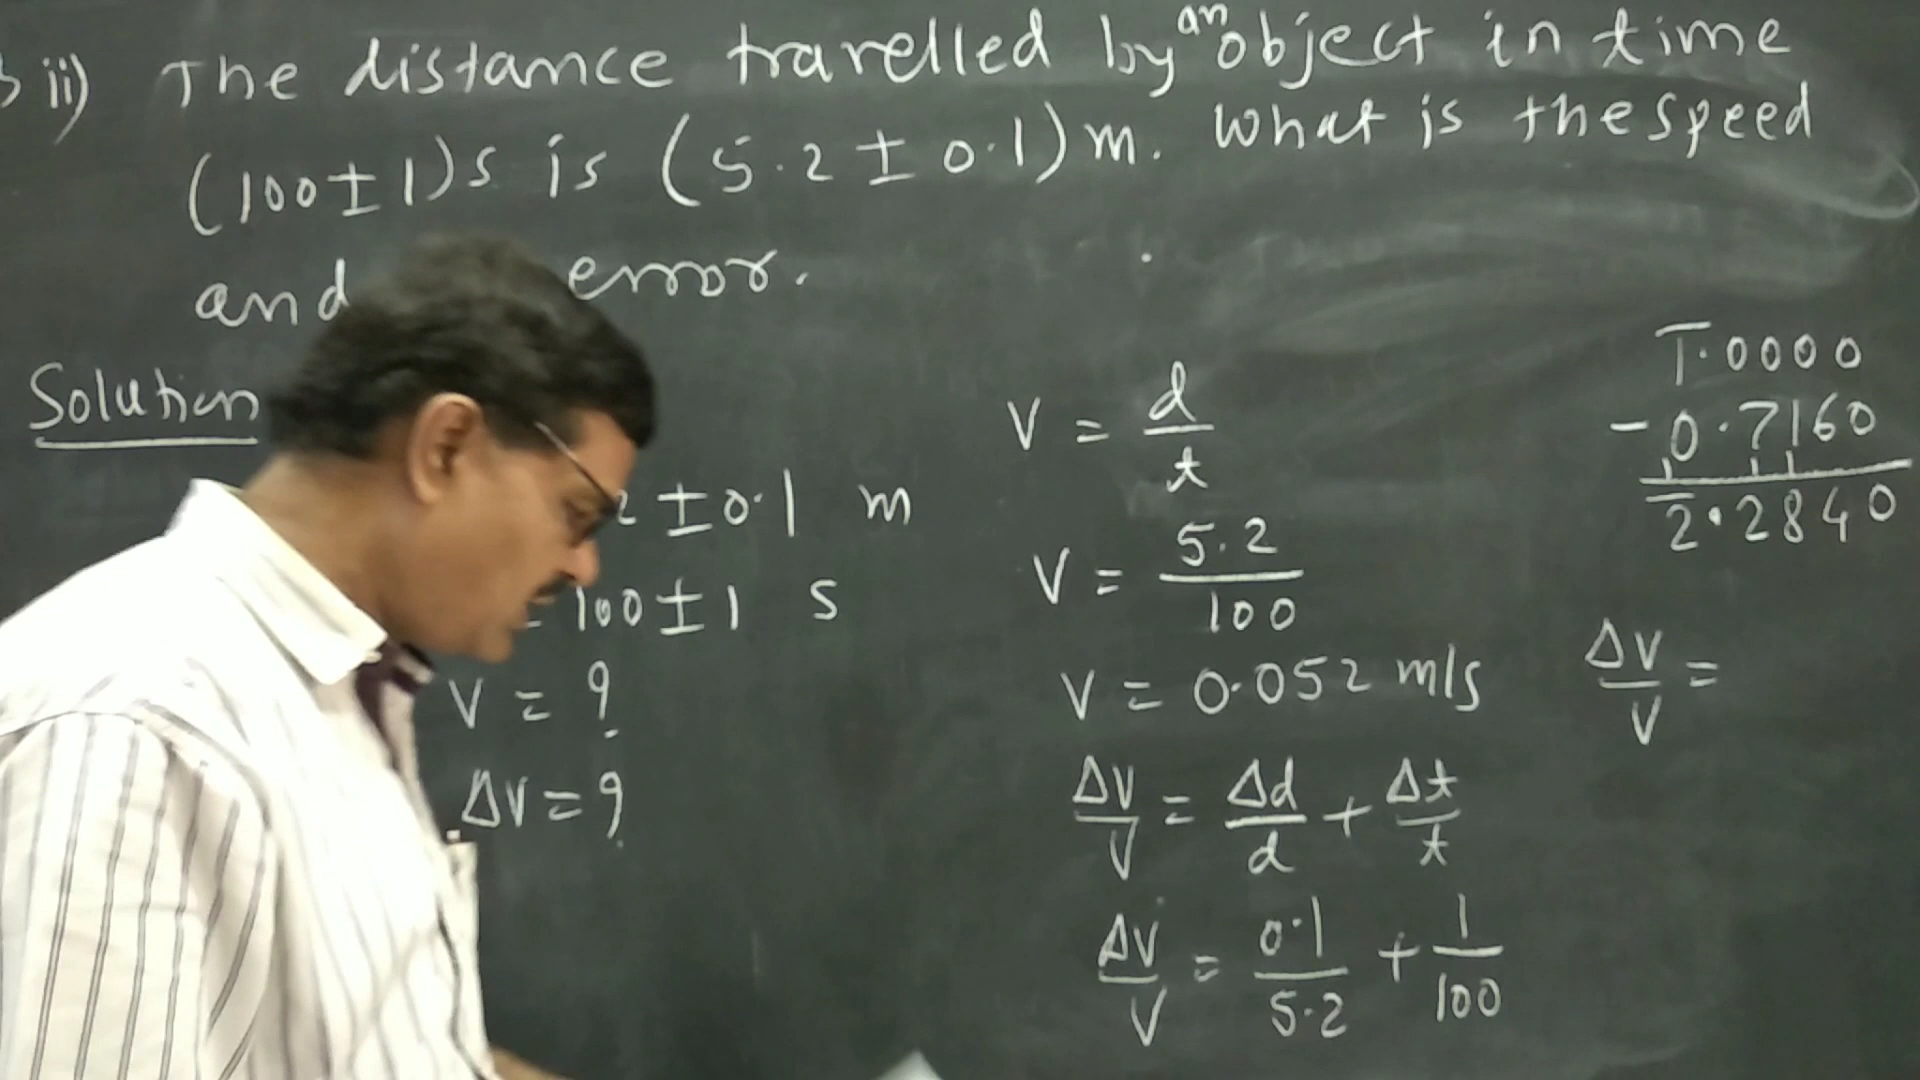 ii) The distance travelled by an object in time
(100±1)s is (5.2 ± 0.1)m. What is the speed
and error.
Solution
2 ±0.1 m
= 100±1 s
V = ?
ΔV = ?
V = d/t
V = 5.2/100
V = 0.052 m/s
ΔV/V = Δd/d + Δt/t
ΔV/V = 0.1/5.2 + 1/100
1̅.0000
- 0.7160
2̅.2840
ΔV/V =